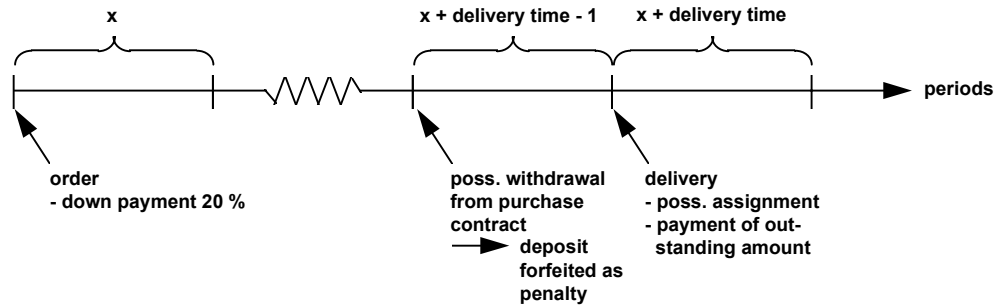 x
x + delivery time - 1
x + delivery time
periods
order
- down payment 20 %
poss. withdrawal
from purchase
contract
deposit
forfeited as
penalty
delivery
- poss. assignment
- payment of out-
standing amount